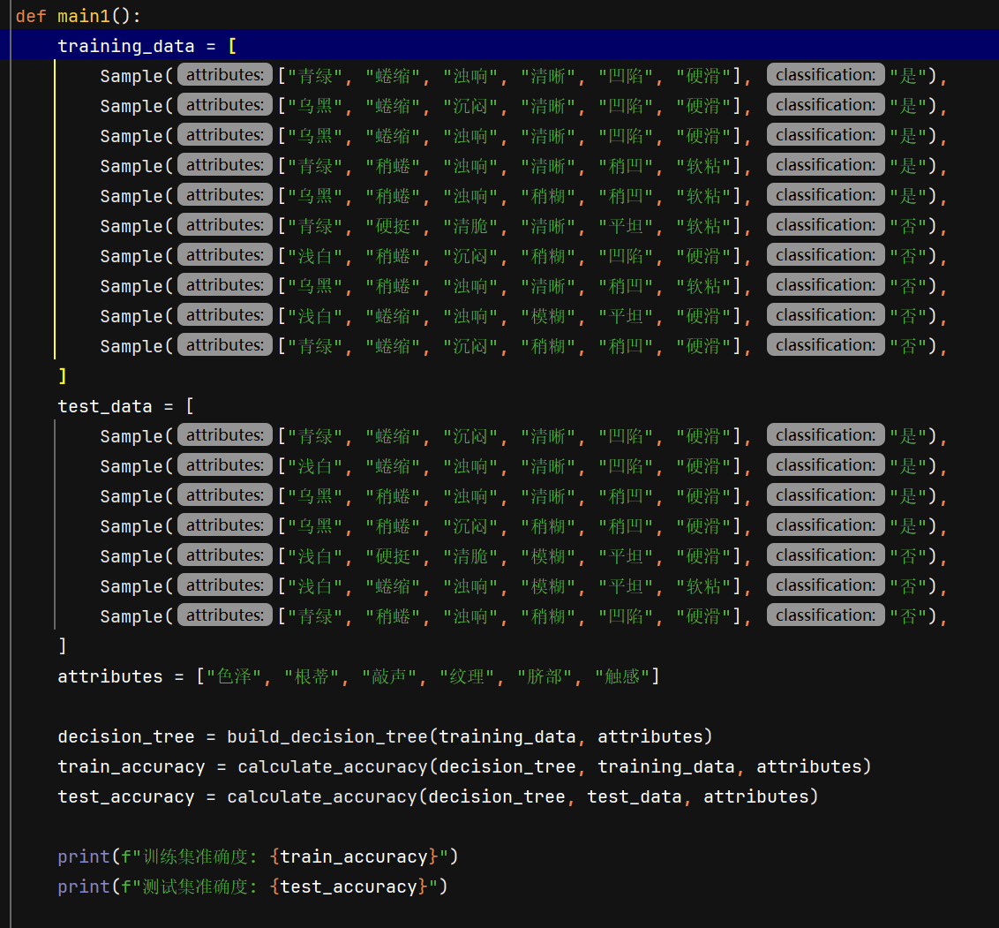 def main1():
training_data = [
Sample( attributes: ["青绿", "蜷缩", "浊响", "清晰", "凹陷", "硬滑"], classification: "是"),
Sample( attributes: ["乌黑", "蜷缩", "沉闷", "清晰", "凹陷", "硬滑"], classification: "是"),
Sample( attributes: ["乌黑", "蜷缩", "浊响", "清晰", "凹陷", "硬滑"], classification: "是"),
Sample( attributes: ["青绿", "稍蜷", "浊响", "清晰", "稍凹", "软粘"], classification: "是"),
Sample( attributes: ["乌黑", "稍蜷", "浊响", "稍糊", "稍凹", "软粘"], classification: "是"),
Sample( attributes: ["青绿", "硬挺", "清脆", "清晰", "平坦", "软粘"], classification: "否"),
Sample( attributes: ["浅白", "稍蜷", "沉闷", "稍糊", "凹陷", "硬滑"], classification: "否"),
Sample( attributes: ["乌黑", "稍蜷", "浊响", "清晰", "稍凹", "软粘"], classification: "否"),
Sample( attributes: ["浅白", "蜷缩", "浊响", "模糊", "平坦", "硬滑"], classification: "否"),
Sample( attributes: ["青绿", "蜷缩", "沉闷", "稍糊", "稍凹", "硬滑"], classification: "否"),
]
test_data = [
Sample( attributes: ["青绿", "蜷缩", "沉闷", "清晰", "凹陷", "硬滑"], classification: "是"),
Sample( attributes: ["浅白", "蜷缩", "浊响", "清晰", "凹陷", "硬滑"], classification: "是"),
Sample( attributes: ["乌黑", "稍蜷", "浊响", "清晰", "稍凹", "硬滑"], classification: "是"),
Sample( attributes: ["乌黑", "稍蜷", "沉闷", "稍糊", "稍凹", "硬滑"], classification: "是"),
Sample( attributes: ["浅白", "硬挺", "清脆", "模糊", "平坦", "硬滑"], classification: "否"),
Sample( attributes: ["浅白", "蜷缩", "浊响", "模糊", "平坦", "软粘"], classification: "否"),
Sample( attributes: ["青绿", "稍蜷", "浊响", "稍糊", "凹陷", "硬滑"], classification: "否"),
]
attributes = ["色泽", "根蒂", "敲声", "纹理", "脐部", "触感"]
decision_tree = build_decision_tree(training_data, attributes)
train_accuracy = calculate_accuracy(decision_tree, training_data, attributes)
test_accuracy = calculate_accuracy(decision_tree, test_data, attributes)
print(f"训练集准确度: {train_accuracy}")
print(f"测试集准确度: {test_accuracy}")